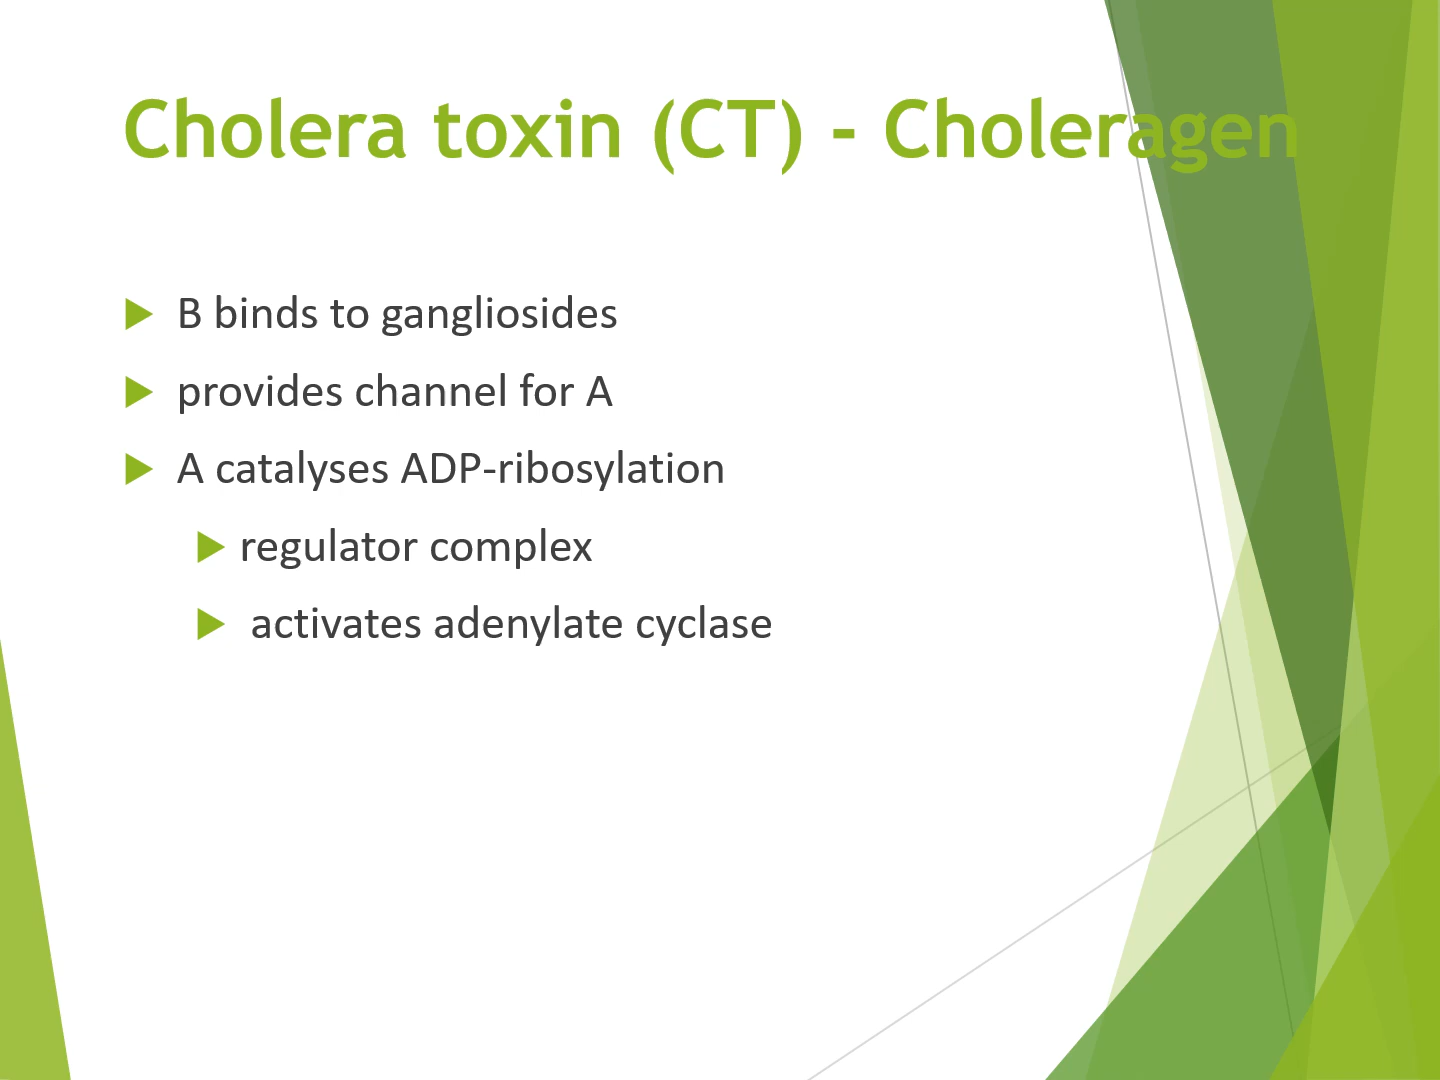 Cholera toxin (CT) - Choleragen
B binds to gangliosides
provides channel for A
A catalyses ADP-ribosylation
regulator complex
activates adenylate cyclase